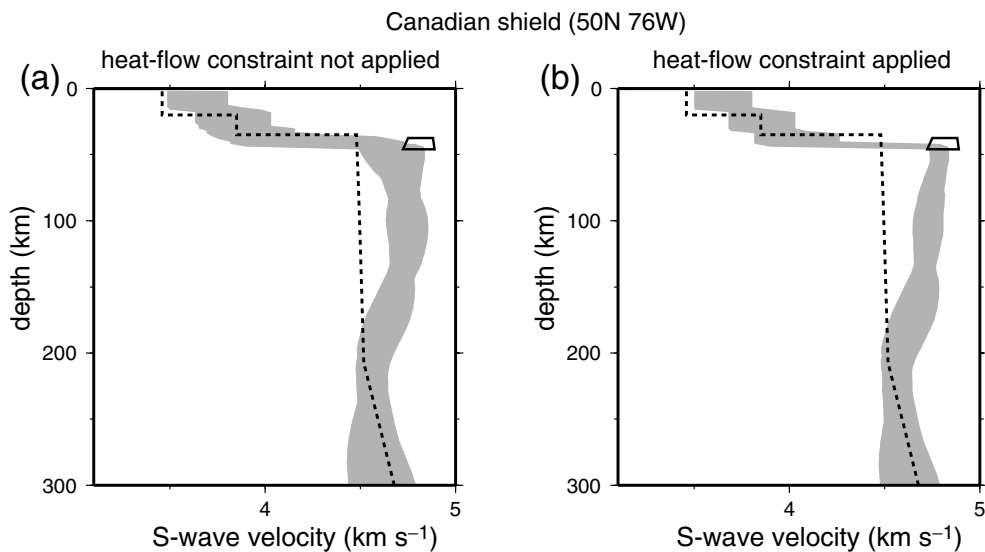 Canadian shield (50N 76W)
(a) heat-flow constraint not applied
0
100
200
300
depth (km)
4 5
S-wave velocity (km s−1)
(b) heat-flow constraint applied
0
100
200
300
depth (km)
4 5
S-wave velocity (km s−1)